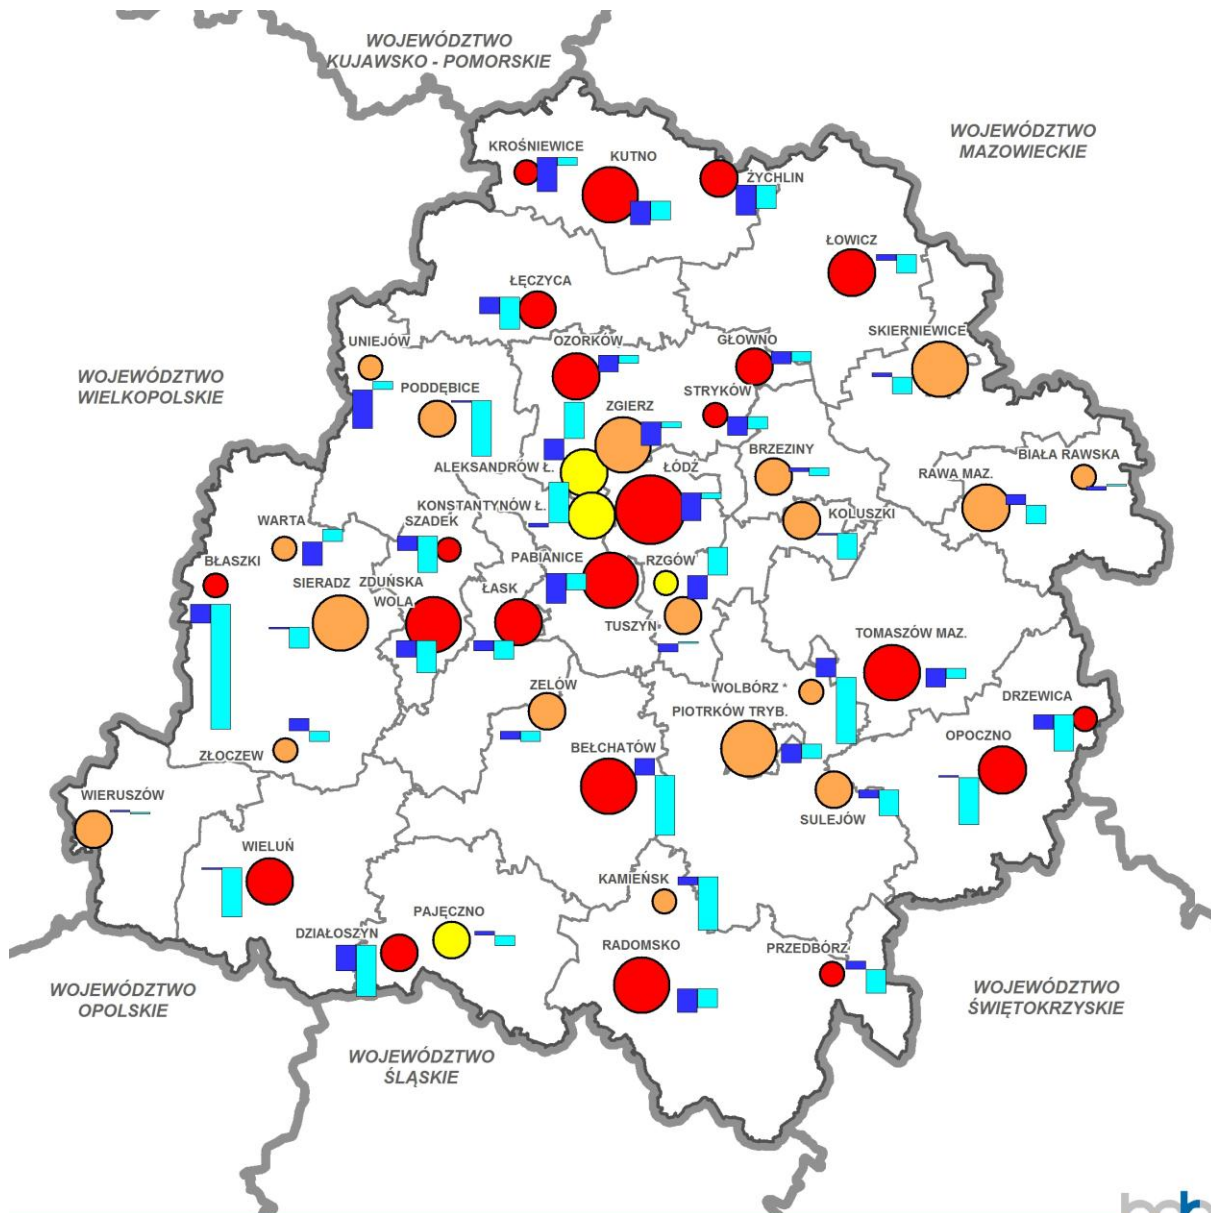 WOJEWÓDZTWO
KUJAWSKO - POMORSKIE
WOJEWÓDZTWO
MAZOWIECKIE
KROŚNIEWICE
KUTNO
ŻYCHLIN
ŁOWICZ
ŁĘCZYCA
SKIERNIEWICE
UNIEJÓW
OZORKÓW
GŁOWNO
WOJEWÓDZTWO
WIELKOPOLSKIE
PODDĘBICE
STRYKÓW
ZGIERZ
BRZEZINY
BIAŁA RAWSKA
ALEKSANDRÓW Ł.
ŁÓDŹ
RAWA MAZ.
KONSTANTYNÓW Ł.
KOLUSZKI
WARTA
SZADEK
BŁASZKI
PABIANICE
RZGÓW
SIERADZ
ZDUŃSKA
WOLA
ŁASK
TUSZYN
TOMASZÓW MAZ.
ZELÓW
WOLBÓRZ *
DRZEWICA
PIOTRKÓW TRYB.
OPOCZNO
ZŁOCZEW
BEŁCHATÓW
WIERUSZÓW
SULEJÓW
WIELUŃ
KAMIEŃSK
PAJĘCZNO
DZIAŁOSZYN
RADOMSKO
PRZEDBÓRZ
WOJEWÓDZTWO
OPOLSKIE
WOJEWÓDZTWO
ŚWIĘTOKRZYSKIE
WOJEWÓDZTWO
ŚLĄSKIE